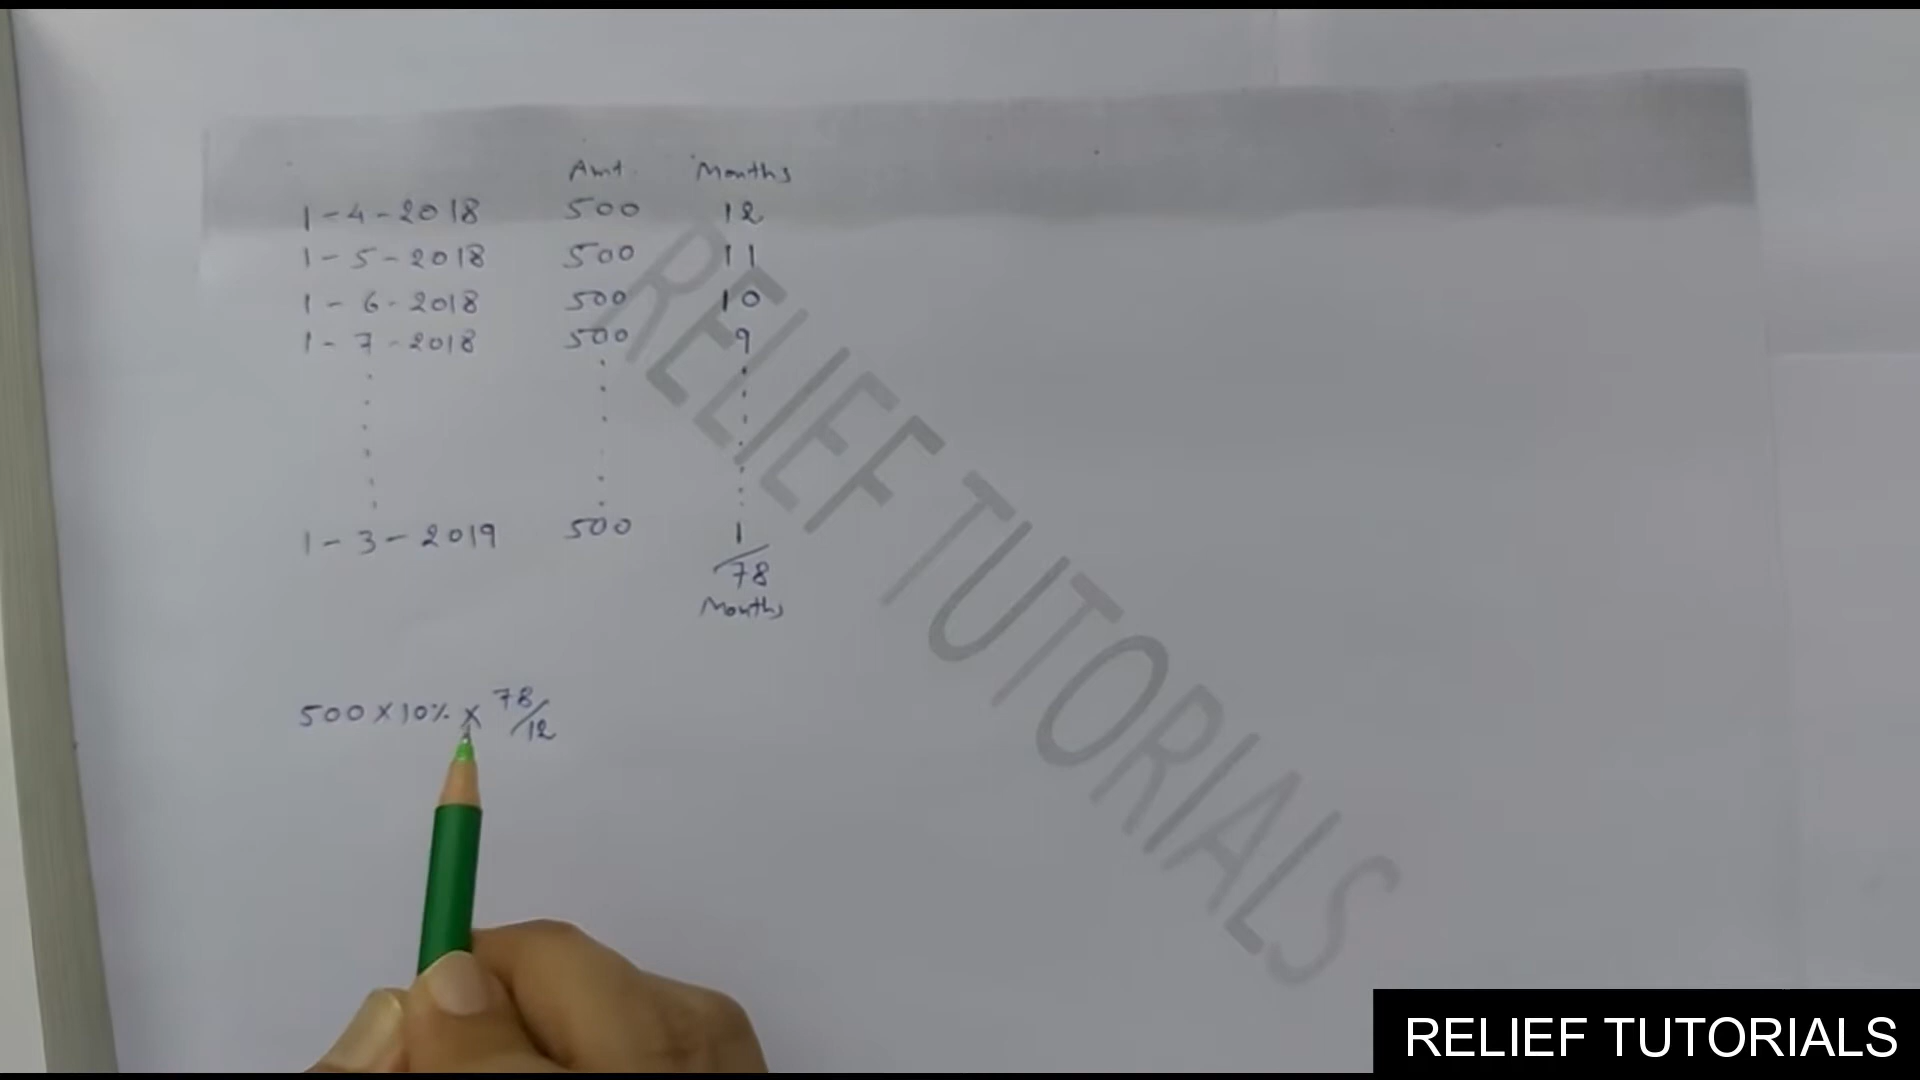 Amt. Months
1-4-2018 500 12
1-5-2018 500 11
1-6-2018 500 10
1-7-2018 500 9
1-3-2019 500 1
78
Months
500 x 10% x 78/12
RELIEF TUTORIALS
RELIEF TUTORIALS